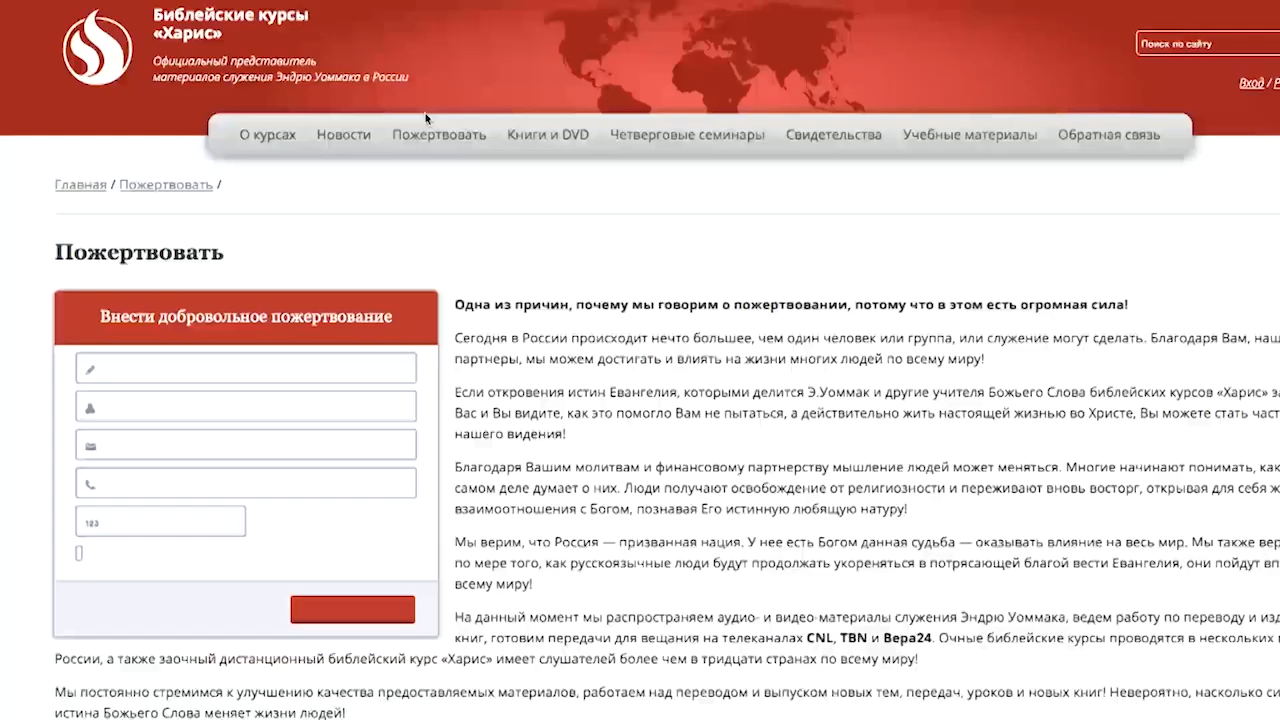 Библейские курсы
«Харис»
Официальный представитель
материалов служения Эндрю Уоммака в России
Поиск по сайту
Вход /
О курсах Новости Пожертвовать Книги и DVD Четверговые семинары Свидетельства Учебные материалы Обратная связь
Главная / Пожертвовать /
Пожертвовать
Внести добровольное пожертвование
123
Одна из причин, почему мы говорим о пожертвовании, потому что в этом есть огромная сила!
Сегодня в России происходит нечто большее, чем один человек или группа, или служение могут сделать. Благодаря Вам, наш
партнеры, мы можем достигать и влиять на жизни многих людей по всему миру!
Если откровения истин Евангелия, которыми делится Э.Уоммак и другие учителя Божьего Слова библейских курсов «Харис» за
Вас и Вы видите, как это помогло Вам не пытаться, а действительно жить настоящей жизнью во Христе, Вы можете стать част
нашего видения!
Благодаря Вашим молитвам и финансовому партнерству мышление людей может меняться. Многие начинают понимать, как
самом деле думает о них. Люди получают освобождение от религиозности и переживают вновь восторг, открывая для себя ж
взаимоотношения с Богом, познавая Его истинную любящую натуру!
Мы верим, что Россия — призванная нация. У нее есть Богом данная судьба — оказывать влияние на весь мир. Мы также вер
по мере того, как русскоязычные люди будут продолжать укореняться в потрясающей благой вести Евангелия, они пойдут вп
всему миру!
На данный момент мы распространяем аудио- и видео-материалы служения Эндрю Уоммака, ведем работу по переводу и изд
книг, готовим передачи для вещания на телеканалах CNL, TBN и Вера24. Очные библейские курсы проводятся в нескольких
России, а также заочный дистанционный библейский курс «Харис» имеет слушателей более чем в тридцати странах по всему миру!
Мы постоянно стремимся к улучшению качества предоставляемых материалов, работаем над переводом и выпуском новых тем, передач, уроков и новых книг! Невероятно, насколько си
истина Божьего Слова меняет жизни людей!